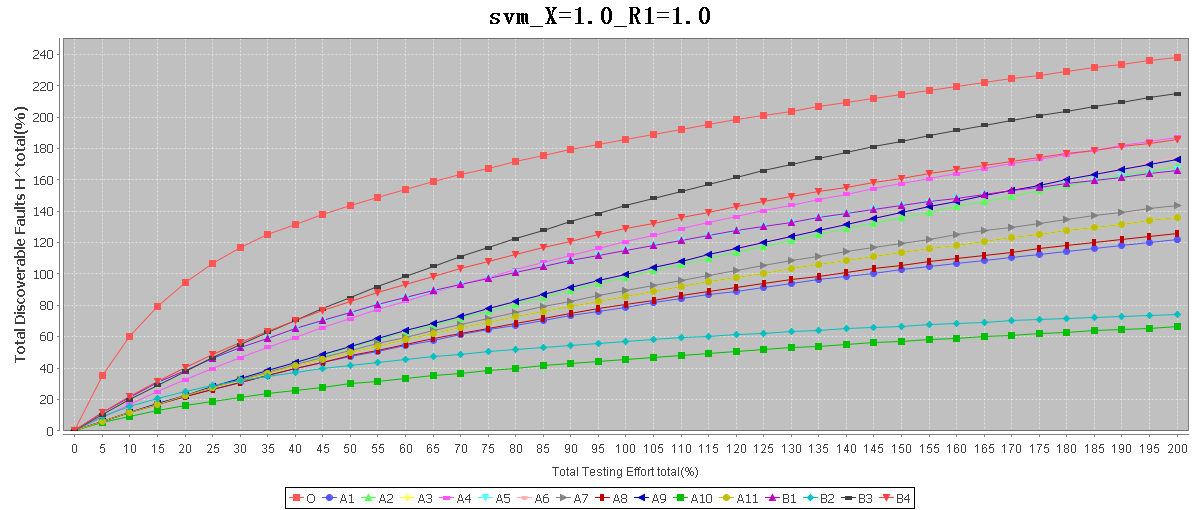 svm_X=1.0_R1=1.0
Total Discoverable Faults H^total(%)
240
220
200
180
160
140
120
100
80
60
40
20
0
0 5 10 15 20 25 30 35 40 45 50 55 60 65 70 75 80 85 90 95 100 105 110 115 120 125 130 135 140 145 150 155 160 165 170 175 180 185 190 195 200
Total Testing Effort total(%)
O A1 A2 A3 A4 A5 A6 A7 A8 A9 A10 A11 B1 B2 B3 B4